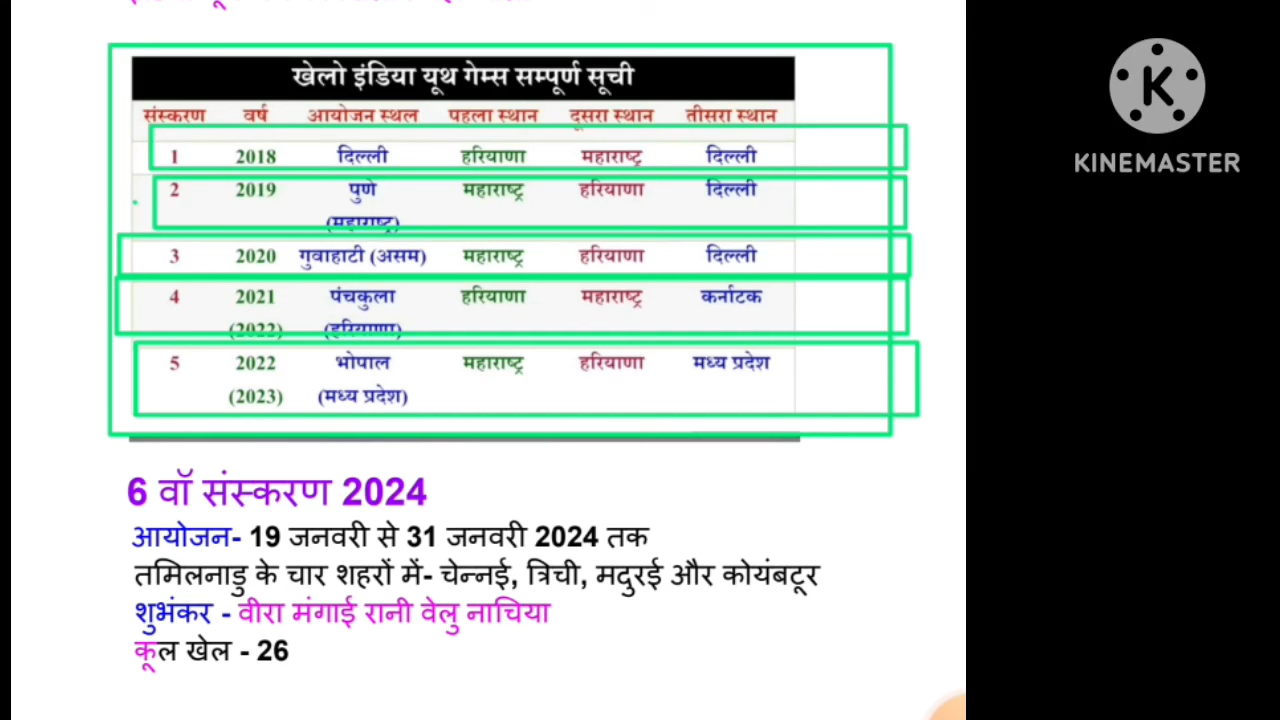 खेलो इंडिया यूथ गेम्स सम्पूर्ण सूची
संस्करण वर्ष आयोजन स्थल पहला स्थान दूसरा स्थान तीसरा स्थान
1 2018 दिल्ली हरियाणा महाराष्ट्र दिल्ली
2 2019 पुणे महाराष्ट्र हरियाणा दिल्ली
(महाराष्ट्र)
3 2020 गुवाहाटी (असम) महाराष्ट्र हरियाणा दिल्ली
4 2021 पंचकुला हरियाणा महाराष्ट्र कर्नाटक
(2022) (हरियाणा)
5 2022 भोपाल महाराष्ट्र हरियाणा मध्य प्रदेश
(2023) (मध्य प्रदेश)
6 वॉ संस्करण 2024
आयोजन- 19 जनवरी से 31 जनवरी 2024 तक
तमिलनाडु के चार शहरों में- चेन्नई, त्रिची, मदुरई और कोयंबटूर
शुभंकर - वीरा मंगाई रानी वेलु नाचिया
कूल खेल - 26
K
KINEMASTER